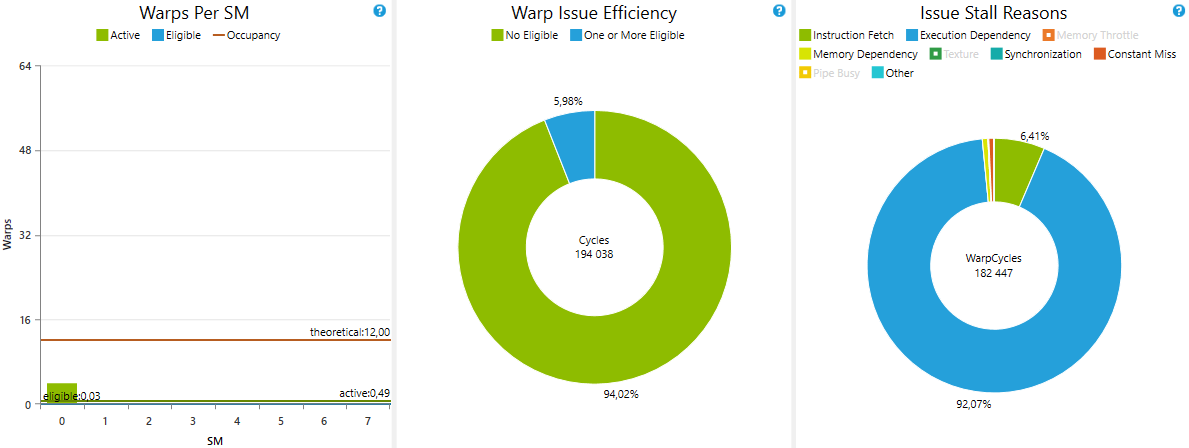 Warps Per SM
Active Eligible Occupancy
64
48
32
16
0
Warps
theoretical:12,00
eligible:0,03
active:0,49
0 1 2 3 4 5 6 7
SM
Warp Issue Efficiency
No Eligible One or More Eligible
5,98%
Cycles
194 038
94,02%
Issue Stall Reasons
Instruction Fetch Execution Dependency Memory Throttle
Memory Dependency Texture Synchronization Constant Miss
Pipe Busy Other
6,41%
WarpCycles
182 447
92,07%